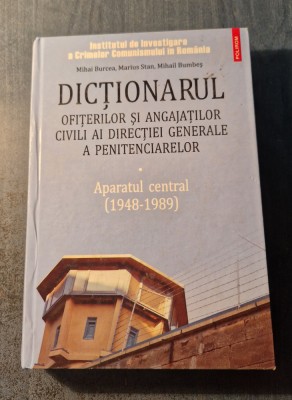 Institutul de Investigare
a Crimelor Comunismului în România
POLIROM
Mihai Burcea, Marius Stan, Mihail Bumbeș
DICȚIONARUL
OFIȚERILOR ȘI ANGAJAȚILOR
CIVILI AI DIRECȚIEI GENERALE
A PENITENCIARELOR
•
Aparatul central
(1948-1989)